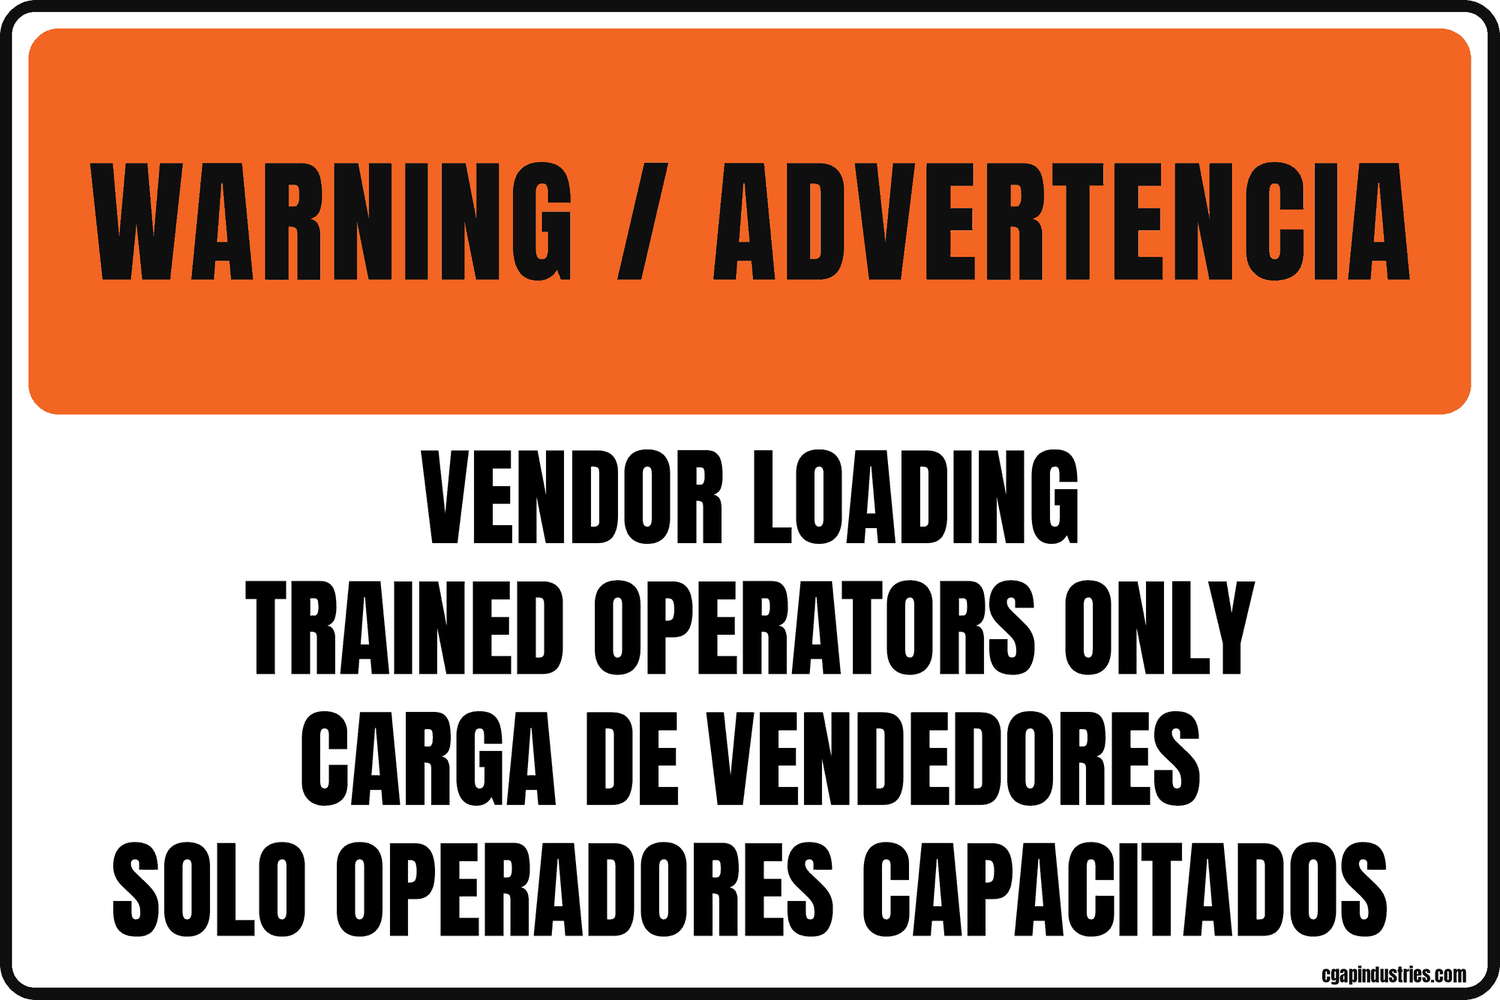 WARNING / ADVERTENCIA
VENDOR LOADING
TRAINED OPERATORS ONLY
CARGA DE VENDEDORES
SOLO OPERADORES CAPACITADOS
cgapindustries.com